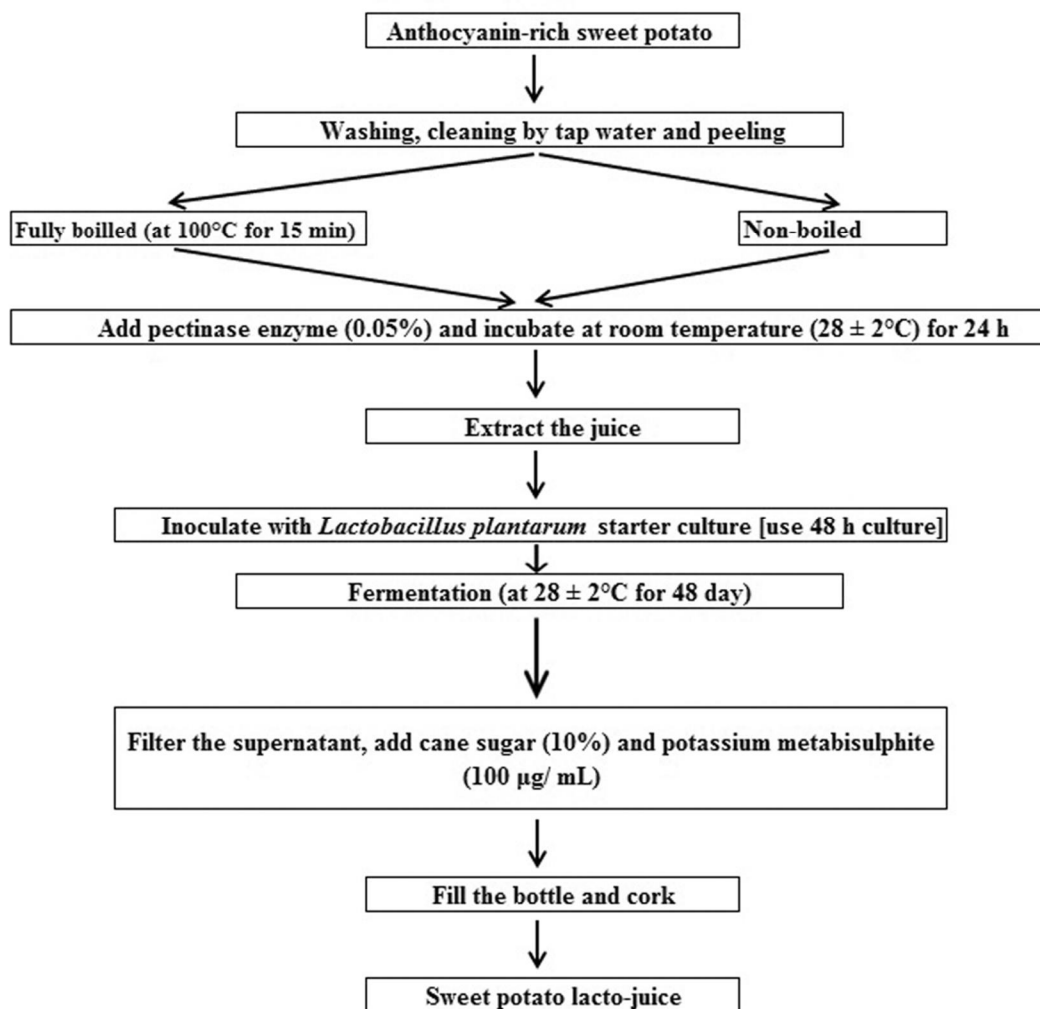 Anthocyanin-rich sweet potato
Washing, cleaning by tap water and peeling
Fully boilled (at 100°C for 15 min)
Non-boiled
Add pectinase enzyme (0.05%) and incubate at room temperature (28 ± 2°C) for 24 h
Extract the juice
Inoculate with Lactobacillus plantarum starter culture [use 48 h culture]
Fermentation (at 28 ± 2°C for 48 day)
Filter the supernatant, add cane sugar (10%) and potassium metabisulphite
(100 µg/ mL)
Fill the bottle and cork
Sweet potato lacto-juice